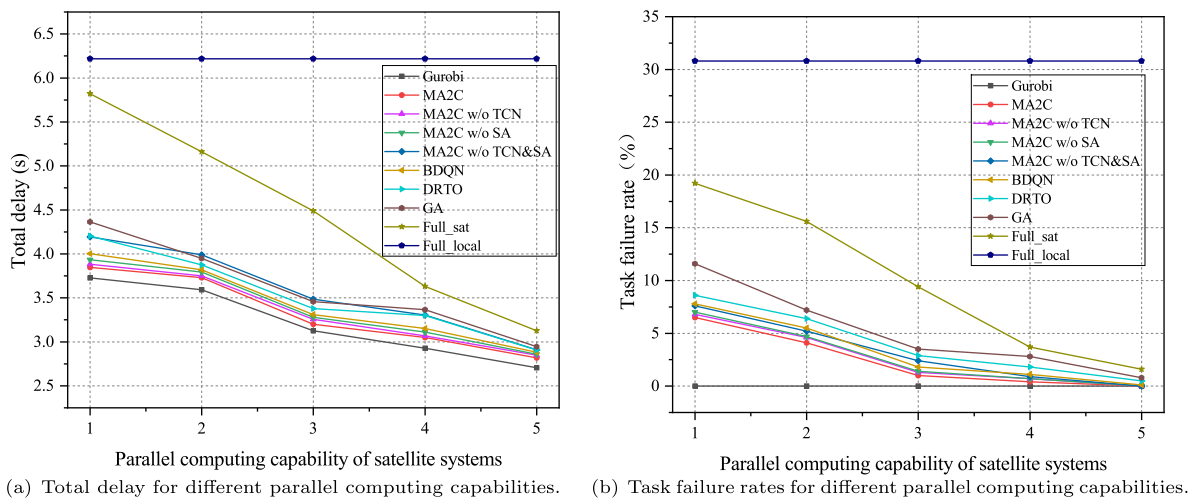 6.5
6.0
5.5
5.0
4.5
4.0
3.5
3.0
2.5
Total delay (s)
Gurobi
MA2C
MA2C w/o TCN
MA2C w/o SA
MA2C w/o TCN&SA
BDQN
DRTO
GA
Full_sat
Full_local
1 2 3 4 5
Parallel computing capability of satellite systems
(a) Total delay for different parallel computing capabilities.
35
30
25
20
15
10
5
0
Task failure rate (%)
Gurobi
MA2C
MA2C w/o TCN
MA2C w/o SA
MA2C w/o TCN&SA
BDQN
DRTO
GA
Full_sat
Full_local
1 2 3 4 5
Parallel computing capability of satellite systems
(b) Task failure rates for different parallel computing capabilities.